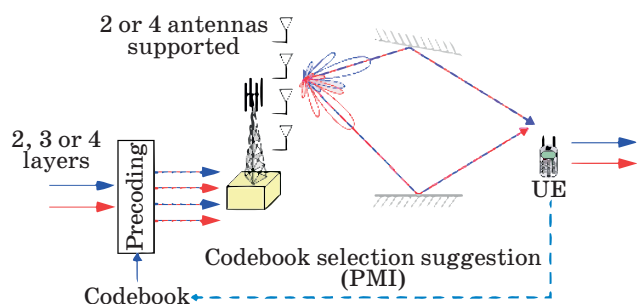 2 or 4 antennas
supported
2, 3 or 4
layers
Precoding
UE
Codebook selection suggestion
(PMI)
Codebook